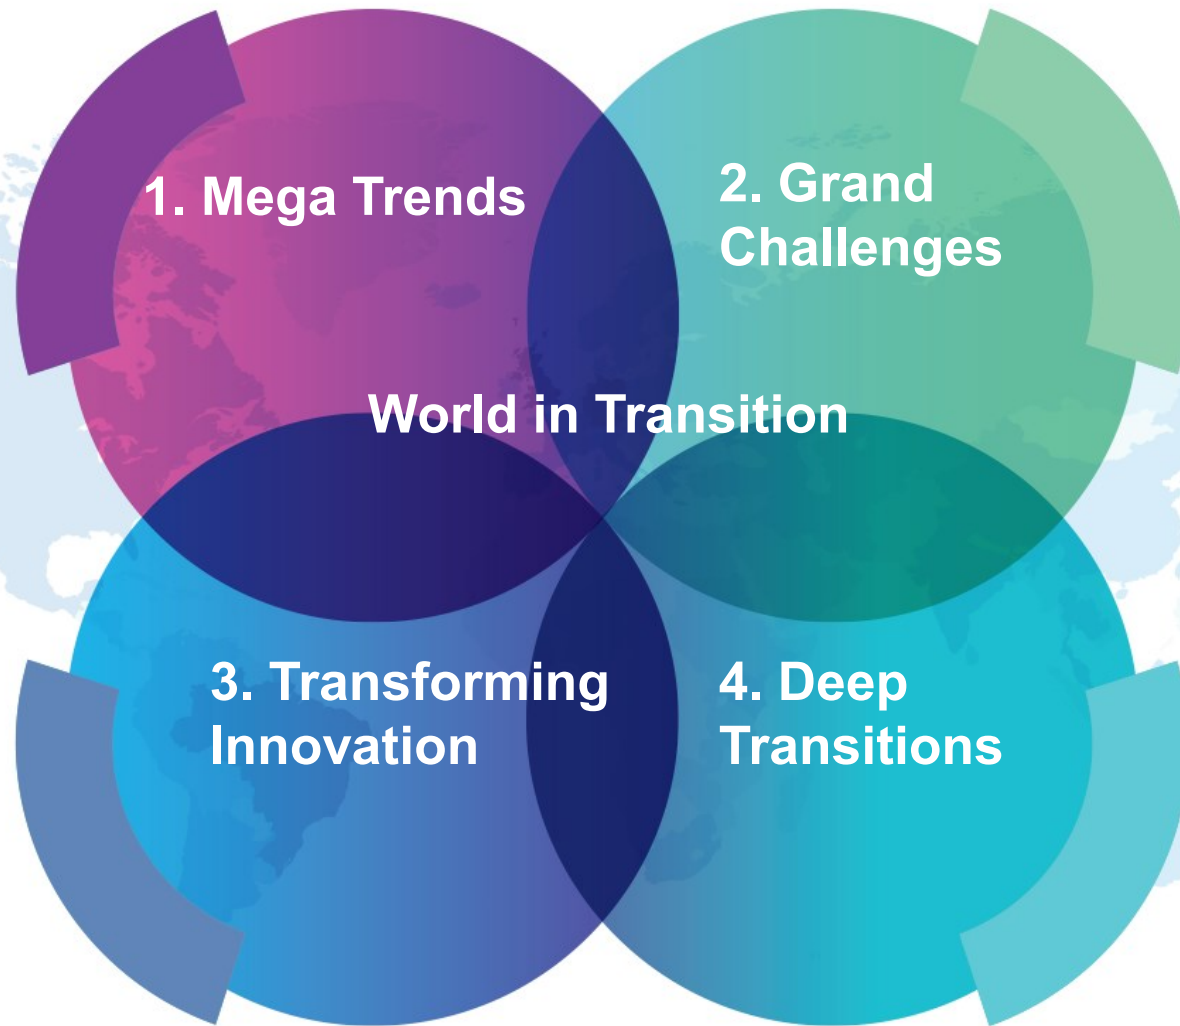 1. Mega Trends
2. Grand
Challenges
World in Transition
3. Transforming
Innovation
4. Deep
Transitions